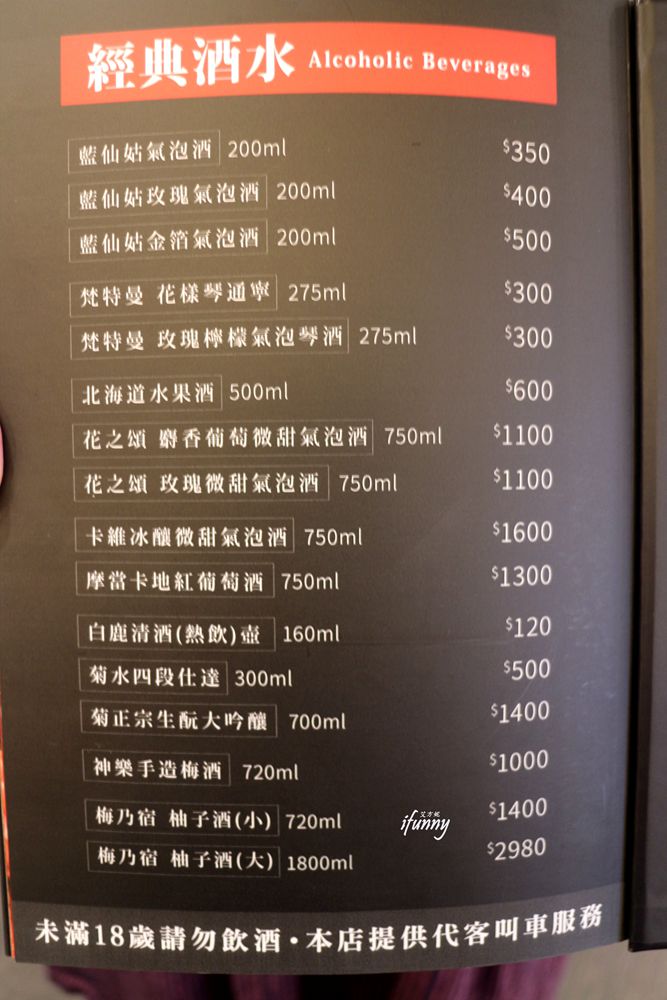 經典酒水 Alcoholic Beverages
藍仙姑氣泡酒 200ml $350
藍仙姑玫瑰氣泡酒 200ml $400
藍仙姑金箔氣泡酒 200ml $500
梵特曼 花樣琴通寧 275ml $300
梵特曼 玫瑰檸檬氣泡琴酒 275ml $300
北海道水果酒 500ml $600
花之頌 麝香葡萄微甜氣泡酒 750ml $1100
花之頌 玫瑰微甜氣泡酒 750ml $1100
卡維冰釀微甜氣泡酒 750ml $1600
摩當卡地紅葡萄酒 750ml $1300
白鹿清酒(熱飲)壺 160ml $120
菊水四段仕達 300ml $500
菊正宗生酛大吟釀 700ml $1400
神樂手造梅酒 720ml $1000
梅乃宿 柚子酒(小) 720ml $1400
梅乃宿 柚子酒(大) 1800ml $2980
艾方妮
ifunny
未滿18歲請勿飲酒·本店提供代客叫車服務